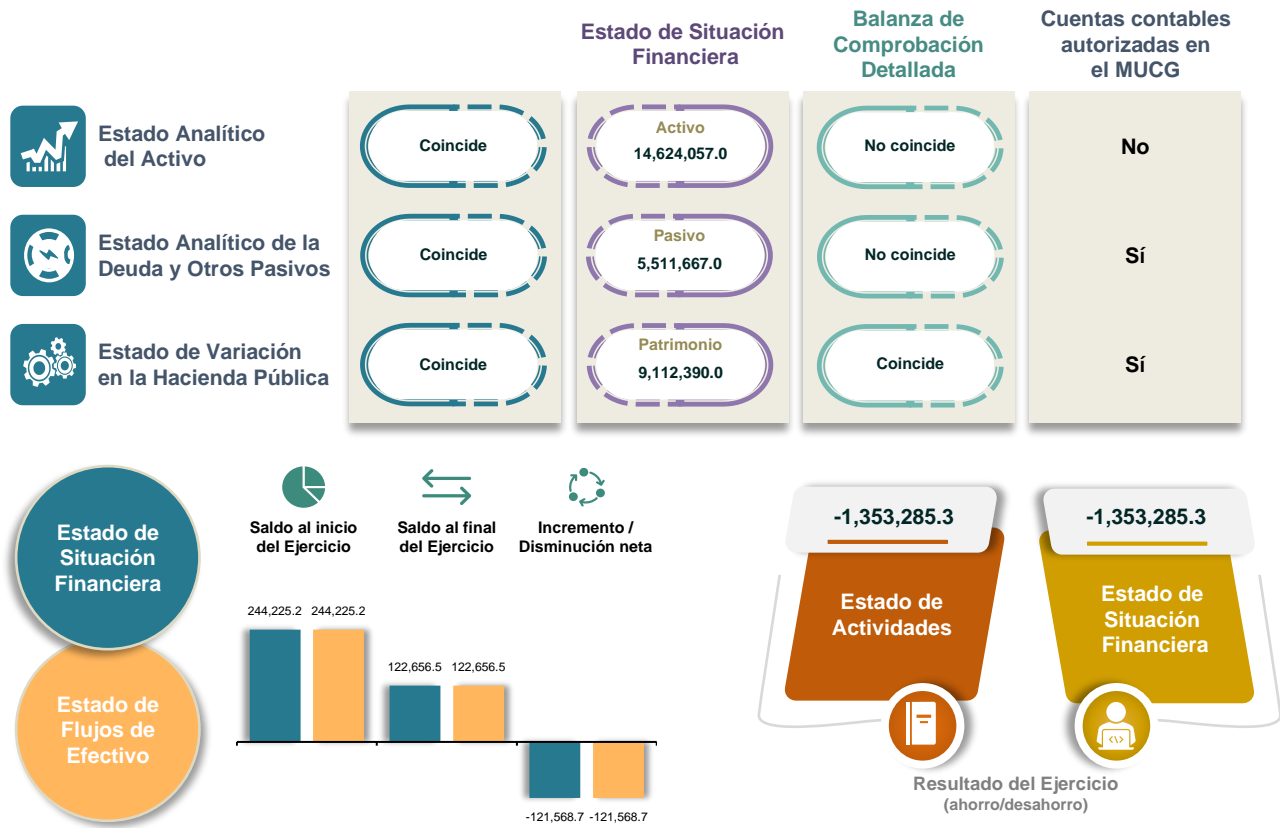 Estado de Situación
Financiera
Balanza de
Comprobación
Detallada
Cuentas contables
autorizadas en
el MUCG
Estado Analítico
del Activo
Coincide
Activo
14,624,057.0
No coincide
No
Estado Analítico de la
Deuda y Otros Pasivos
Coincide
Pasivo
5,511,667.0
No coincide
Sí
Estado de Variación
en la Hacienda Pública
Coincide
Patrimonio
9,112,390.0
Coincide
Sí
Estado de
Situación
Financiera
Estado de
Flujos de
Efectivo
Saldo al inicio
del Ejercicio
Saldo al final
del Ejercicio
Incremento /
Disminución neta
244,225.2 244,225.2
122,656.5 122,656.5
-121,568.7 -121,568.7
-1,353,285.3
Estado de
Actividades
-1,353,285.3
Estado de
Situación
Financiera
Resultado del Ejercicio
(ahorro/desahorro)